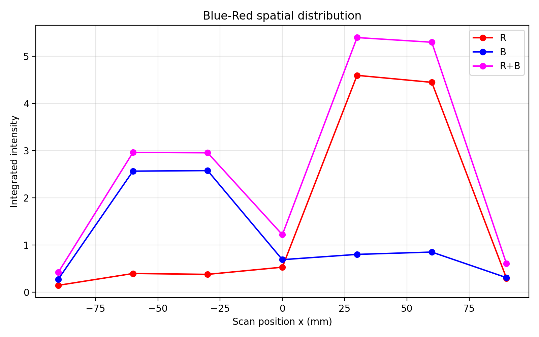 Blue-Red spatial distribution
R
B
R+B
Integrated intensity
5
4
3
2
1
0
−75
−50
−25
0
25
50
75
Scan position x (mm)